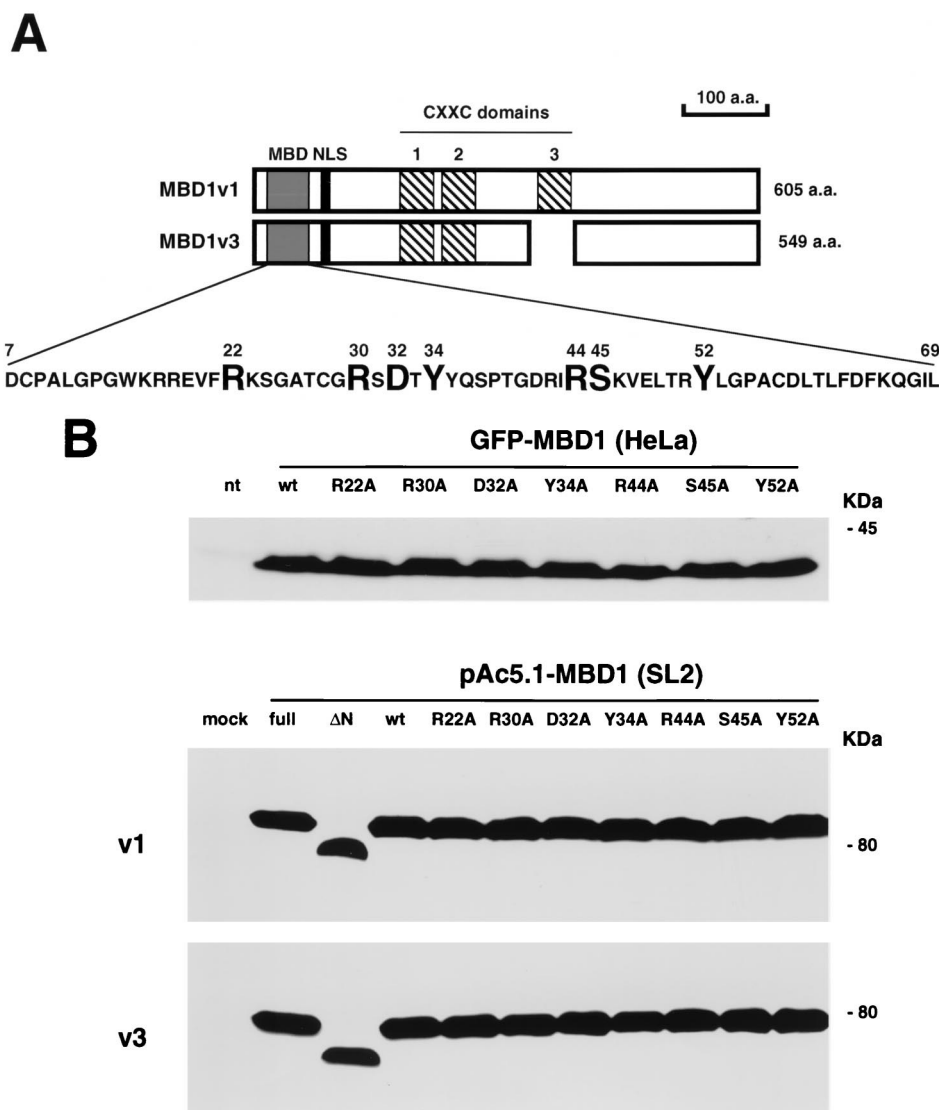 A
100 a.a.
CXXC domains
MBD NLS 1 2 3
MBD1v1 605 a.a.
MBD1v3 549 a.a.
7 22 30 32 34 44 45 52 69
DCPALGPGWKRREVFRKSGATCGRSDTYYQSPTGDRIRSKVELTRYLGPACDLTLFDFKQGIL
B
GFP-MBD1 (HeLa)
nt wt R22A R30A D32A Y34A R44A S45A Y52A
KDa
- 45
pAc5.1-MBD1 (SL2)
mock full ΔN wt R22A R30A D32A Y34A R44A S45A Y52A
KDa
v1
- 80
- 80
v3